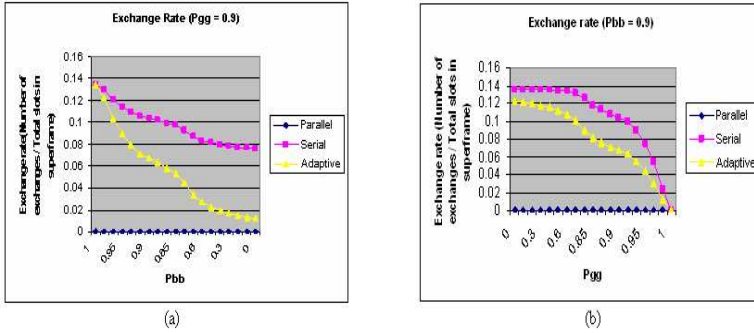 Exchange Rate (Pgg = 0.9)
Exchange rate(Number of
exchanges / Total slots in
superframe)
0.16
0.14
0.12
0.1
0.08
0.06
0.04
0.02
0
1
0.95
0.9
0.85
0.6
0.3
0
Pbb
Parallel
Serial
Adaptive
(a)
Exchange rate (Pbb = 0.9)
Exchange rate (Number of
exchanges / Total slots in
superframe)
0.16
0.14
0.12
0.1
0.08
0.06
0.04
0.02
0
0
0.3
0.6
0.85
0.9
0.95
1
Pgg
Parallel
Serial
Adaptive
(b)